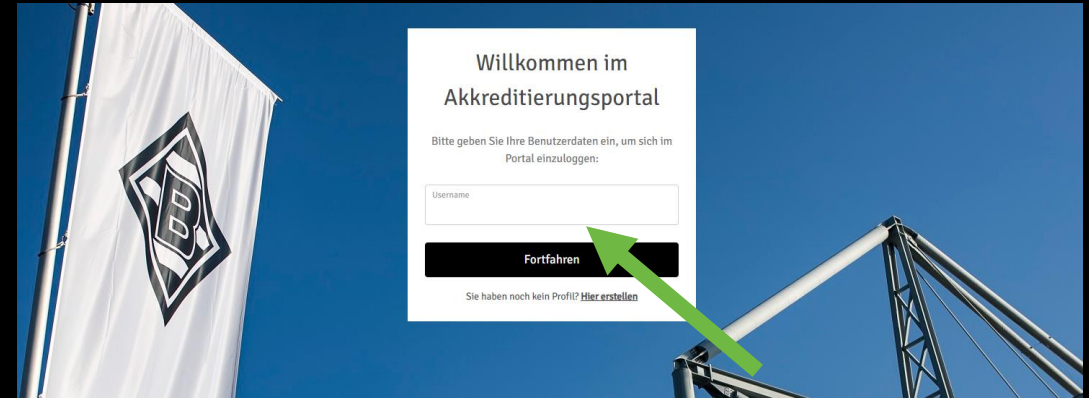 Willkommen im
Akkreditierungsportal
Bitte geben Sie Ihre Benutzerdaten ein, um sich im
Portal einzuloggen:
Username
Fortfahren
Sie haben noch kein Profil? Hier erstellen